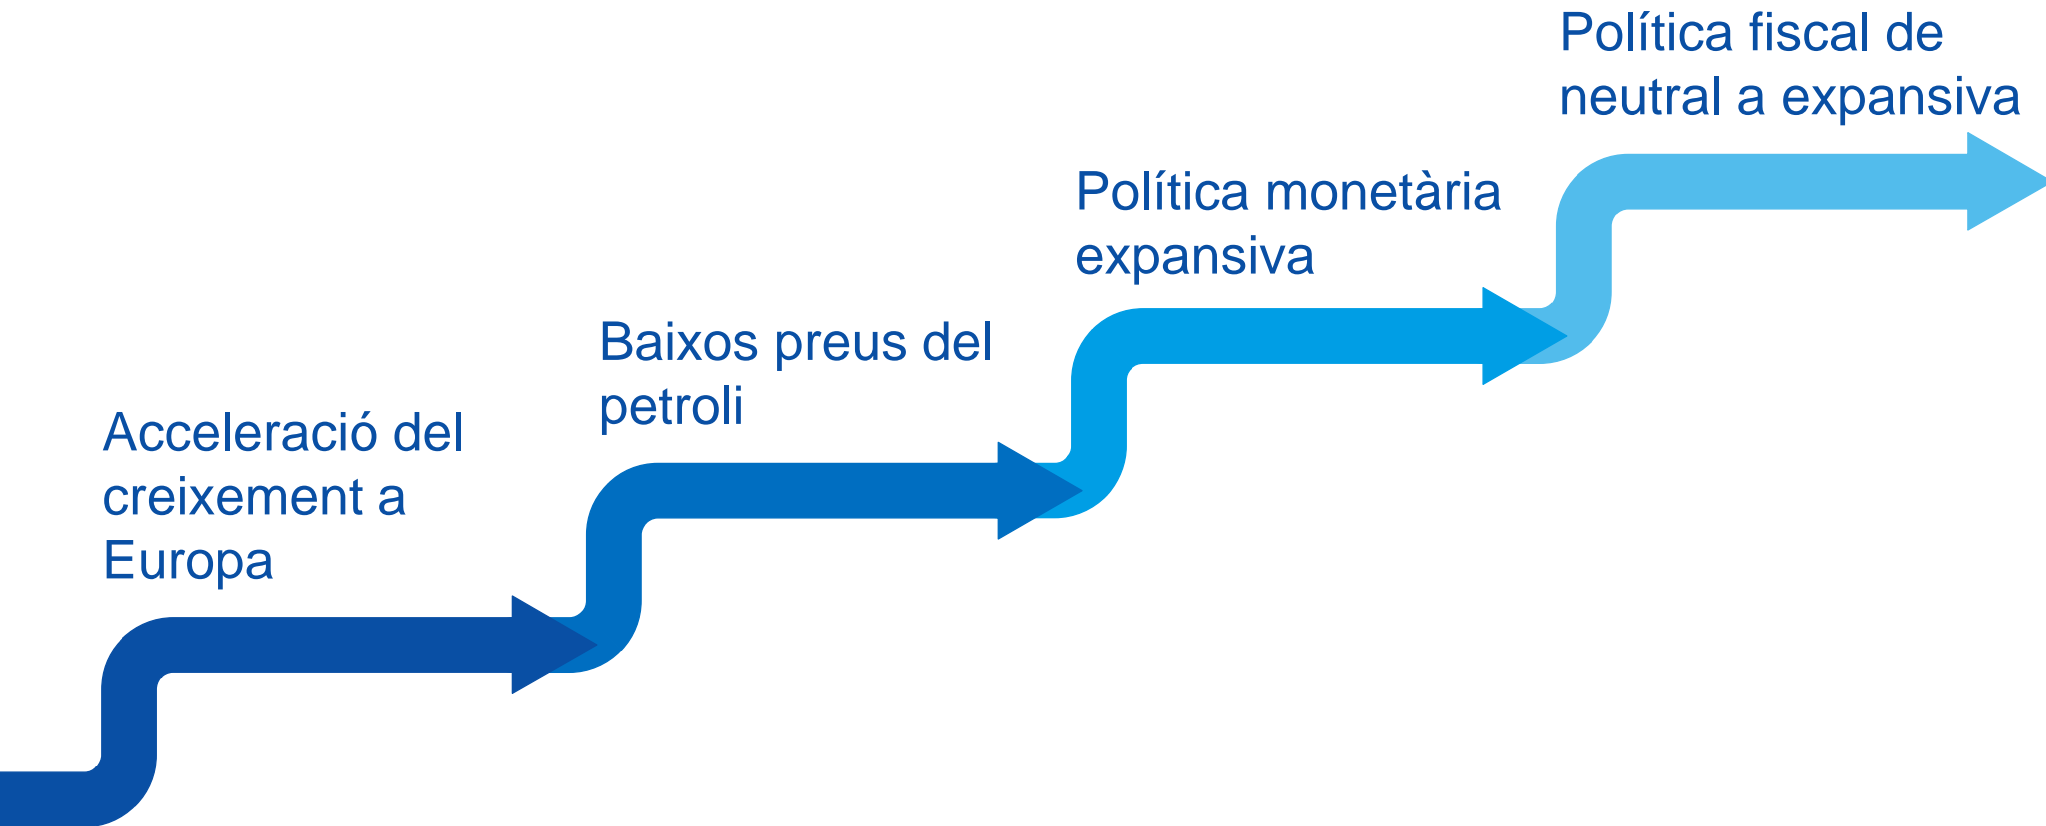 Política fiscal de
neutral a expansiva
Política monetària
expansiva
Baixos preus del
petroli
Acceleració del
creixement a
Europa